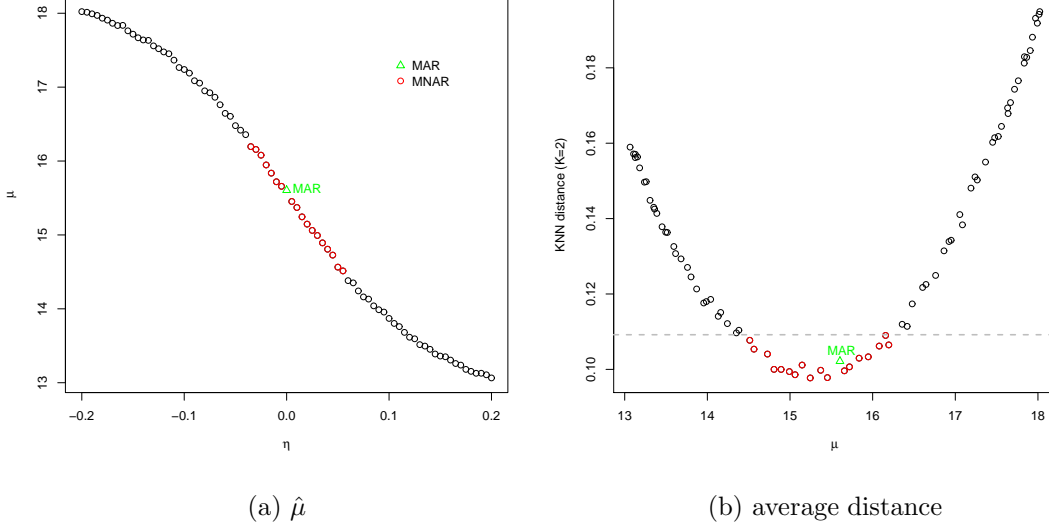 18
17
16
15
14
13
μ
−0.2
−0.1
0.0
0.1
0.2
η
MAR
MNAR
MAR
(a) μ̂
0.18
0.16
0.14
0.12
0.10
KNN distance (K=2)
13
14
15
16
17
18
μ
MAR
(b) average distance